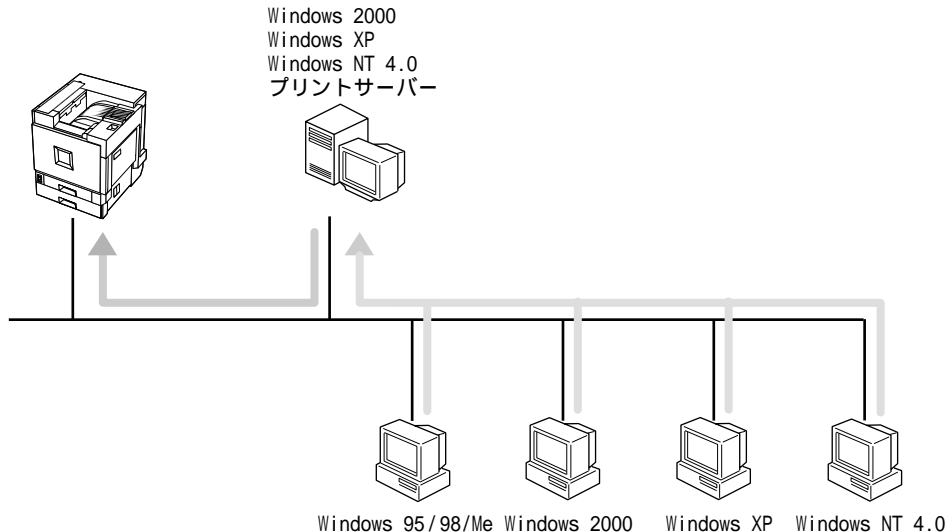 Windows 2000
Windows XP
Windows NT 4.0
プリントサーバー
Windows 95/98/Me Windows 2000 Windows XP Windows NT 4.0